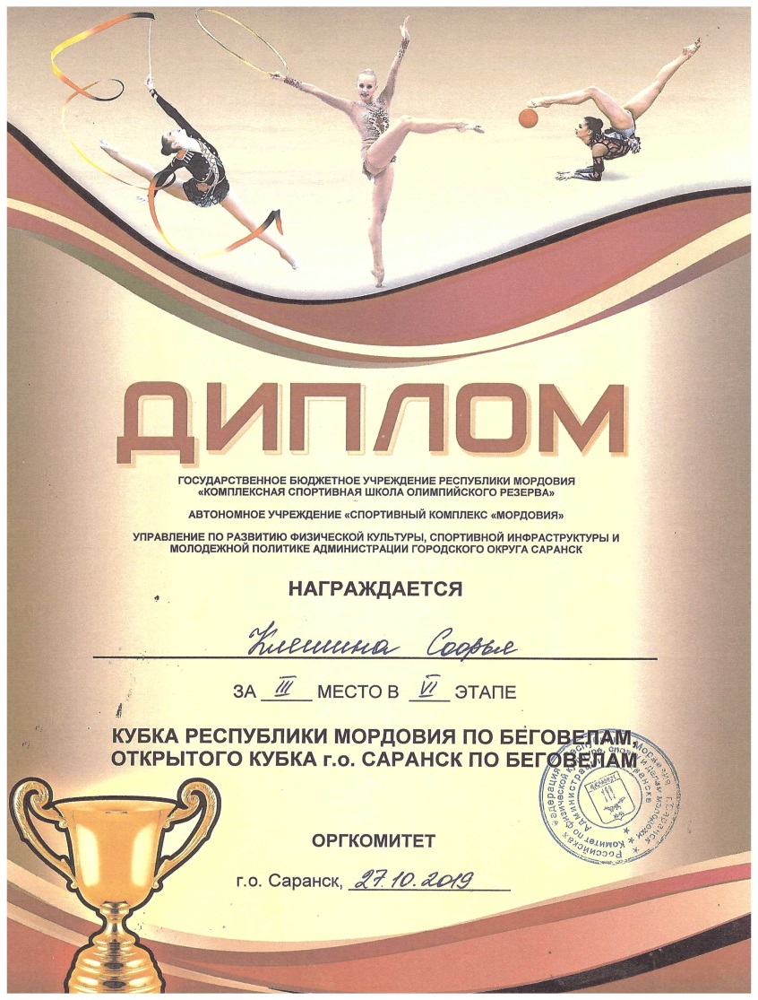 ДИПЛОМ
ГОСУДАРСТВЕННОЕ БЮДЖЕТНОЕ УЧРЕЖДЕНИЕ РЕСПУБЛИКИ МОРДОВИЯ
«КОМПЛЕКСНАЯ СПОРТИВНАЯ ШКОЛА ОЛИМПИЙСКОГО РЕЗЕРВА»
АВТОНОМНОЕ УЧРЕЖДЕНИЕ «СПОРТИВНЫЙ КОМПЛЕКС «МОРДОВИЯ»
УПРАВЛЕНИЕ ПО РАЗВИТИЮ ФИЗИЧЕСКОЙ КУЛЬТУРЫ, СПОРТИВНОЙ ИНФРАСТРУКТУРЫ И
МОЛОДЕЖНОЙ ПОЛИТИКЕ АДМИНИСТРАЦИИ ГОРОДСКОГО ОКРУГА САРАНСК
НАГРАЖДАЕТСЯ
Клешина Софья
ЗА III МЕСТО В VI ЭТАПЕ
КУБКА РЕСПУБЛИКИ МОРДОВИЯ ПО БЕГОВЕЛАМ,
ОТКРЫТОГО КУБКА г.о. САРАНСК ПО БЕГОВЕЛАМ
ОРГКОМИТЕТ
г.о. Саранск, 27.10.2019